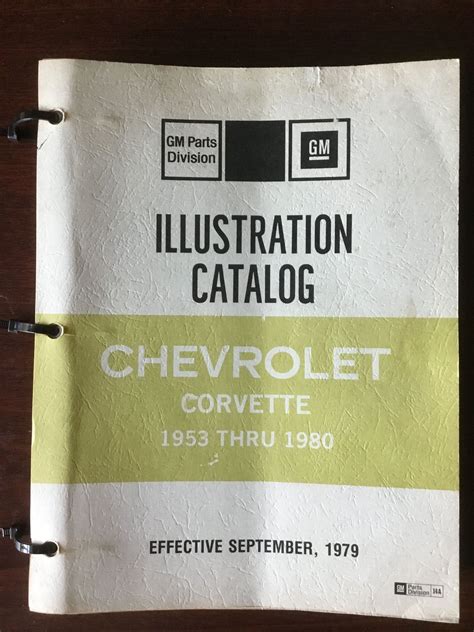 GM Parts
Division
GM
ILLUSTRATION
CATALOG
CHEVROLET
CORVETTE
1953 THRU 1980
EFFECTIVE SEPTEMBER, 1979
GM Parts
Division